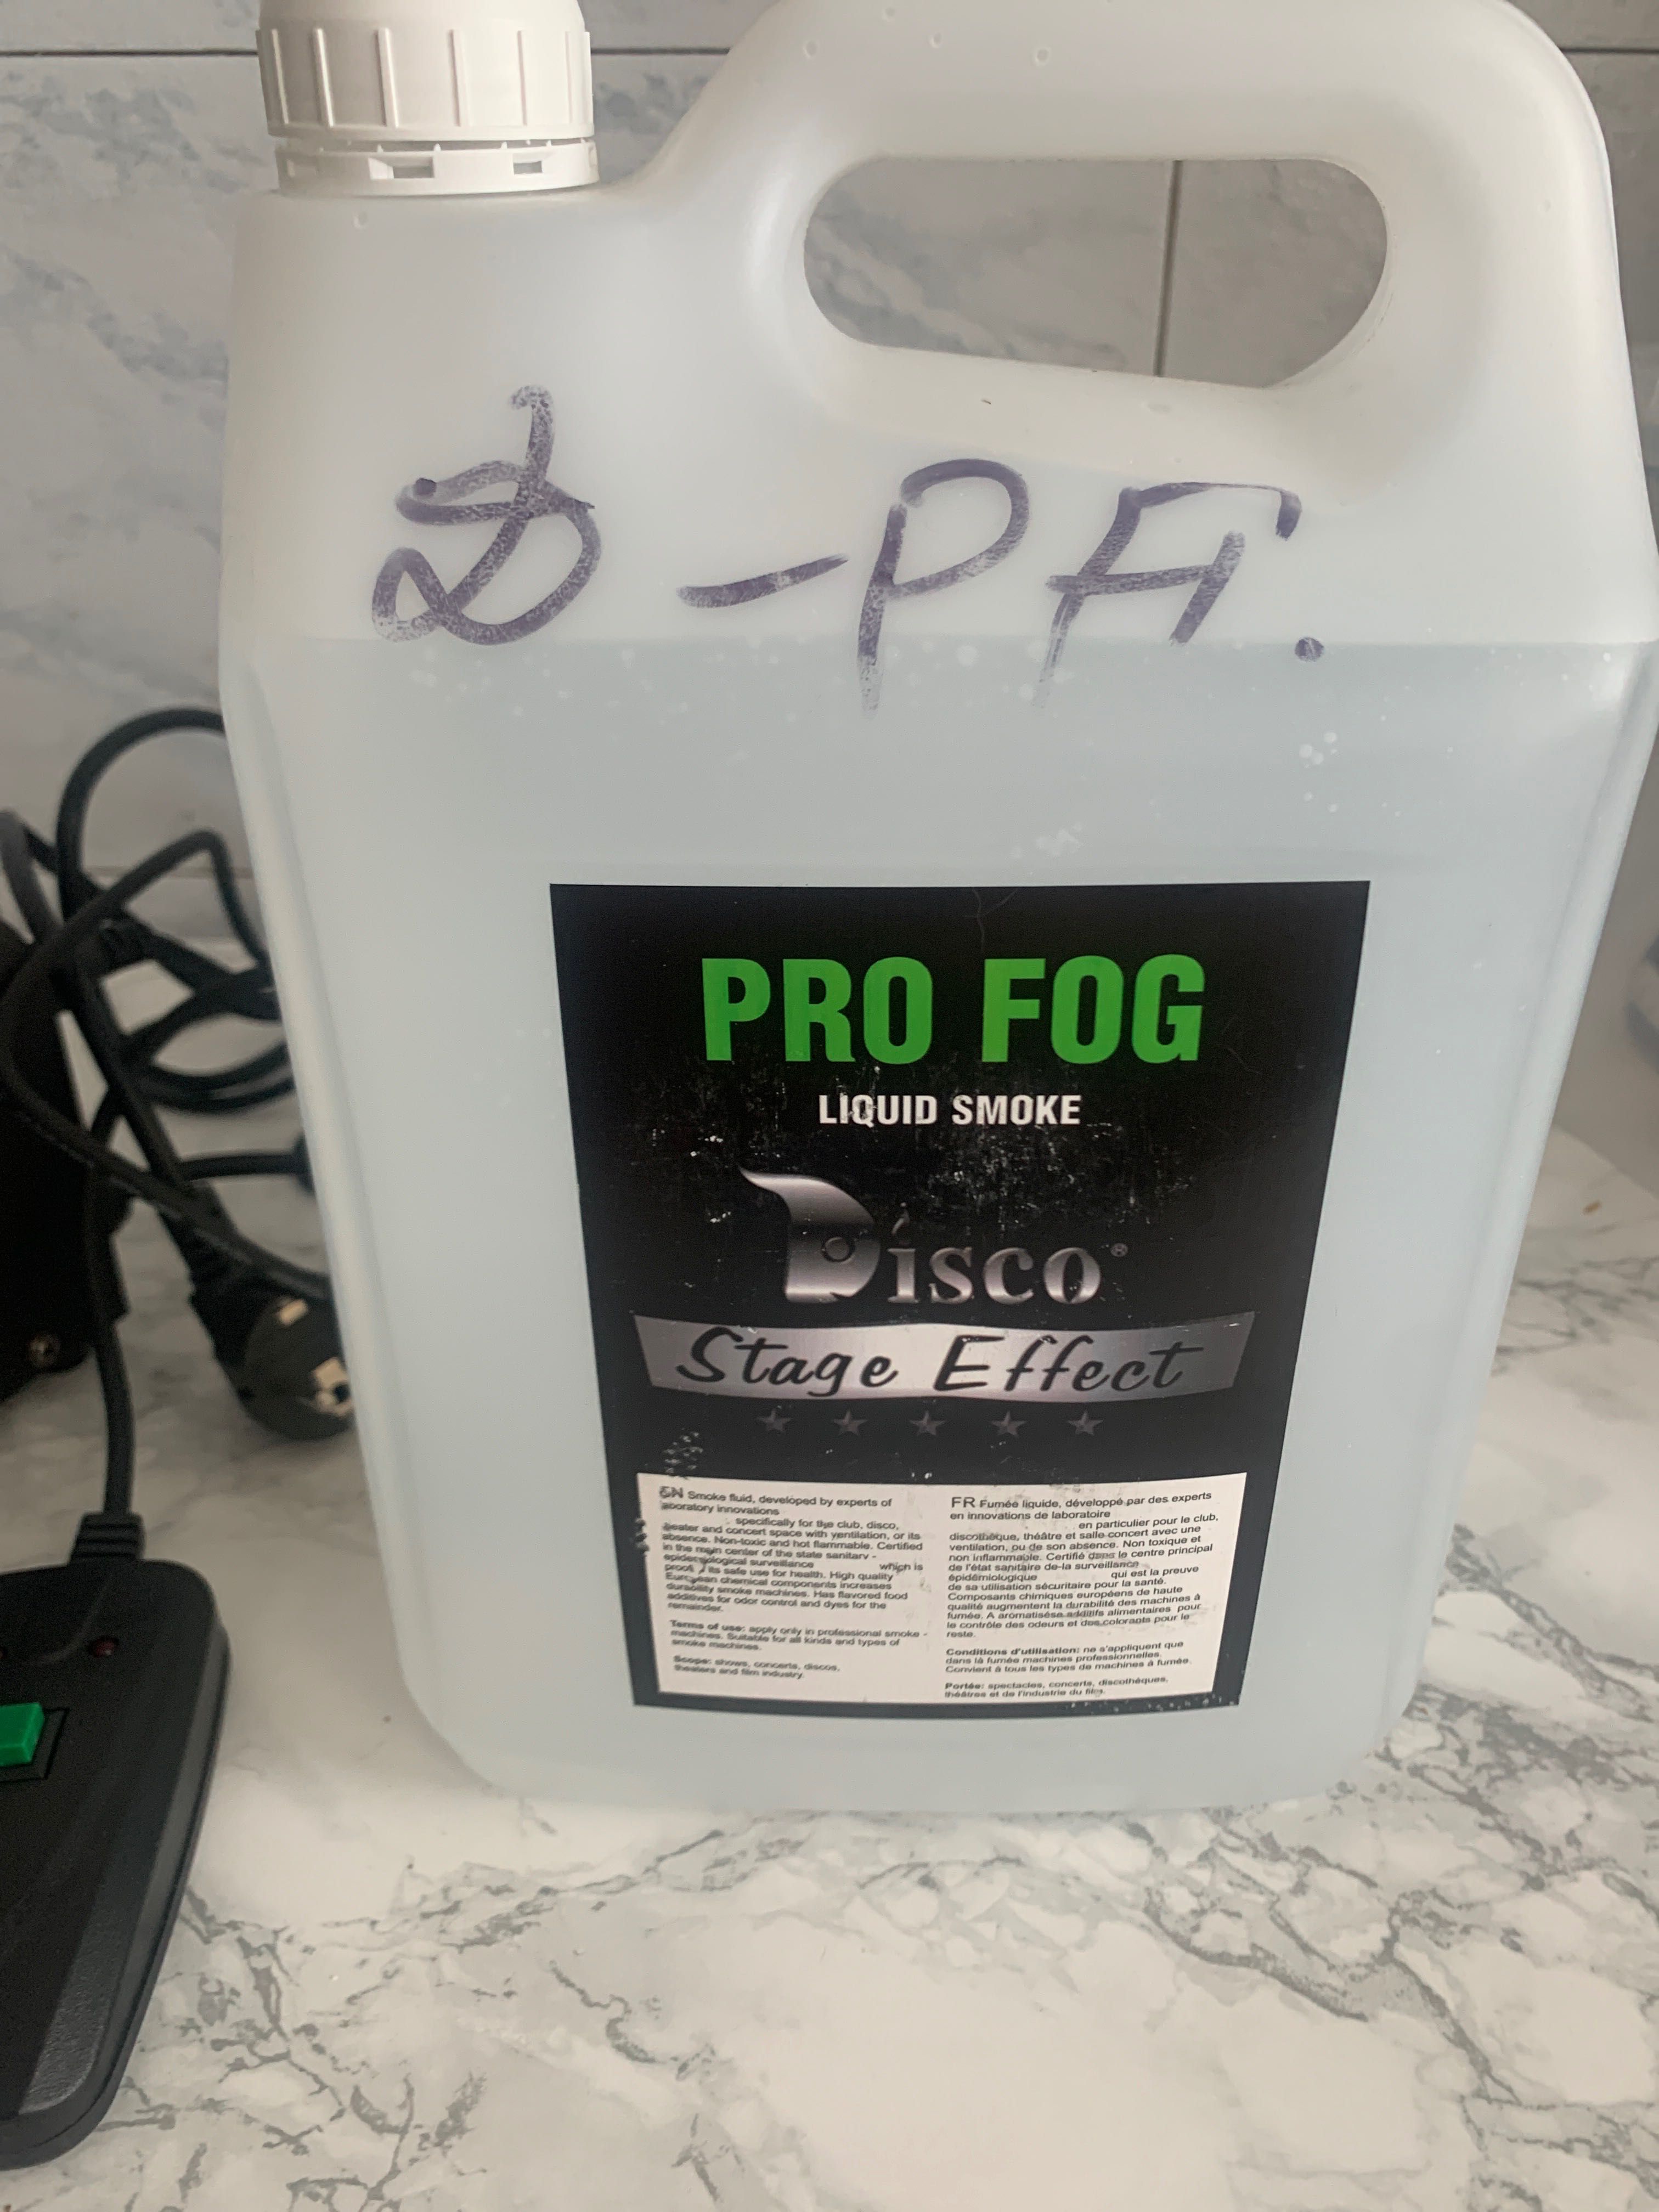 D-PF.
PRO FOG
LIQUID SMOKE
Disco®
Stage Effect
EN Smoke fluid, developed by experts of
laboratory innovations
specifically for the club, disco,
theater and concert space with ventilation, or its
absence. Non-toxic and hot flammable. Certified
in the main center of the state sanitary -
epidemiological surveillance which is
proof its safe use for health. High quality
European chemical components increases
durability smoke machines. Has flavored food
additives for odor control and dyes for the
remainder.
Terms of use: apply only in professional smoke -
machines. Suitable for all kinds and types of
smoke machines.
Scope: shows, concerts, discos,
theaters and film industry.
FR Fumée liquide, développé par des experts
en innovations de laboratoire
en particulier pour le club,
discothèque, théâtre et salle concert avec une
ventilation, ou de son absence. Non toxique et
non inflammable. Certifié dans le centre principal
de l'état sanitaire de-la surveillance
épidémiologique qui est la preuve
de sa utilisation sécuritaire pour la santé.
Composants chimiques européens de haute
qualité augmentent la durabilité des machines à
fumée. A aromatisésa additifs alimentaires pour
le contrôle des odeurs et des colorants pour le
reste.
Conditions d'utilisation: ne s'appliquent que
dans là fumée machines professionnelles.
Convient à tous les types de machines à fumée.
Portée: spectacles, concerts, discothèques,
théâtres et de l'industrie du film.